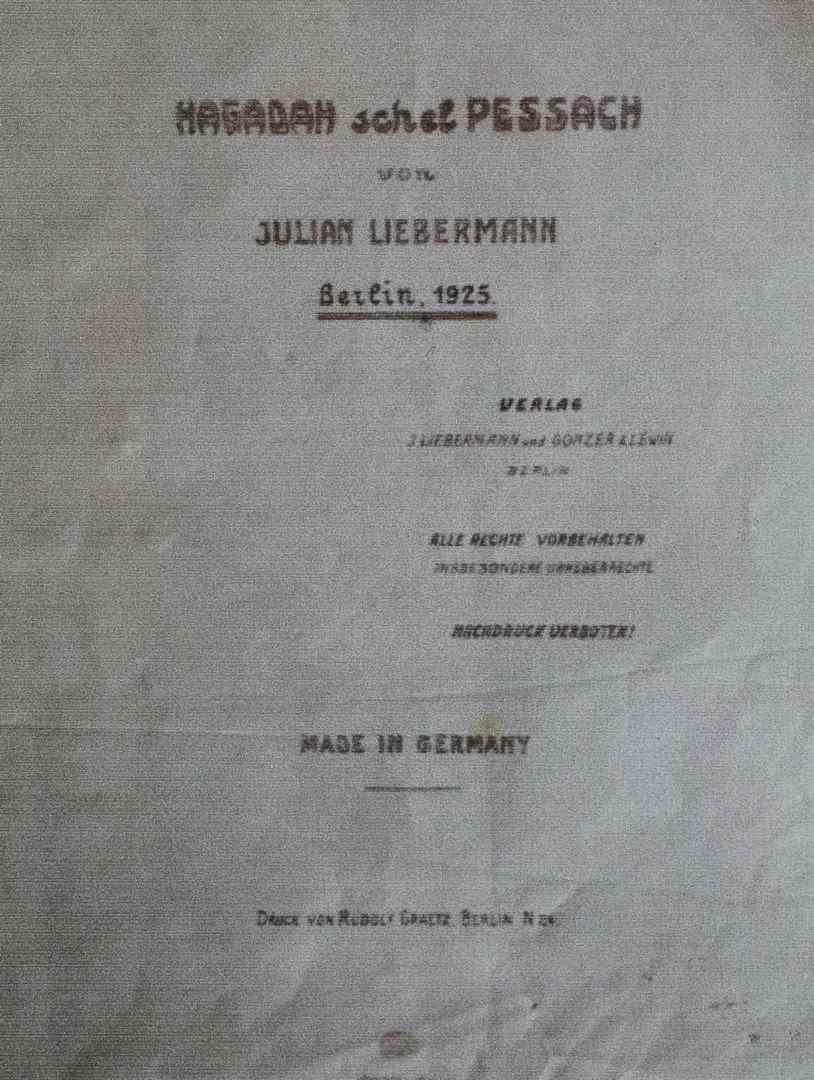 HAGADAH schel PESSACH
von
JULIAN LIEBERMANN
Berlin, 1925.
VERLAG
J. LIEBERMANN und GONZER & LEWIN
BERLIN
ALLE RECHTE VORBEHALTEN
INSBESONDERE URHEBERRECHTE
NACHDRUCK VERBOTEN!
MADE IN GERMANY
DRUCK VON RUDOLF GRAETZ, BERLIN N